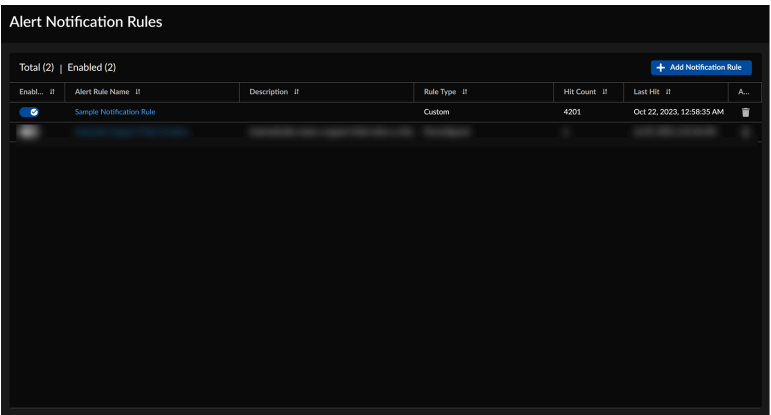 Alert Notification Rules
Total (2) | Enabled (2)
+ Add Notification Rule
Enabl... Alert Rule Name Description Rule Type Hit Count Last Hit A...
Sample Notification Rule Custom 4201 Oct 22, 2023, 12:58:35 AM